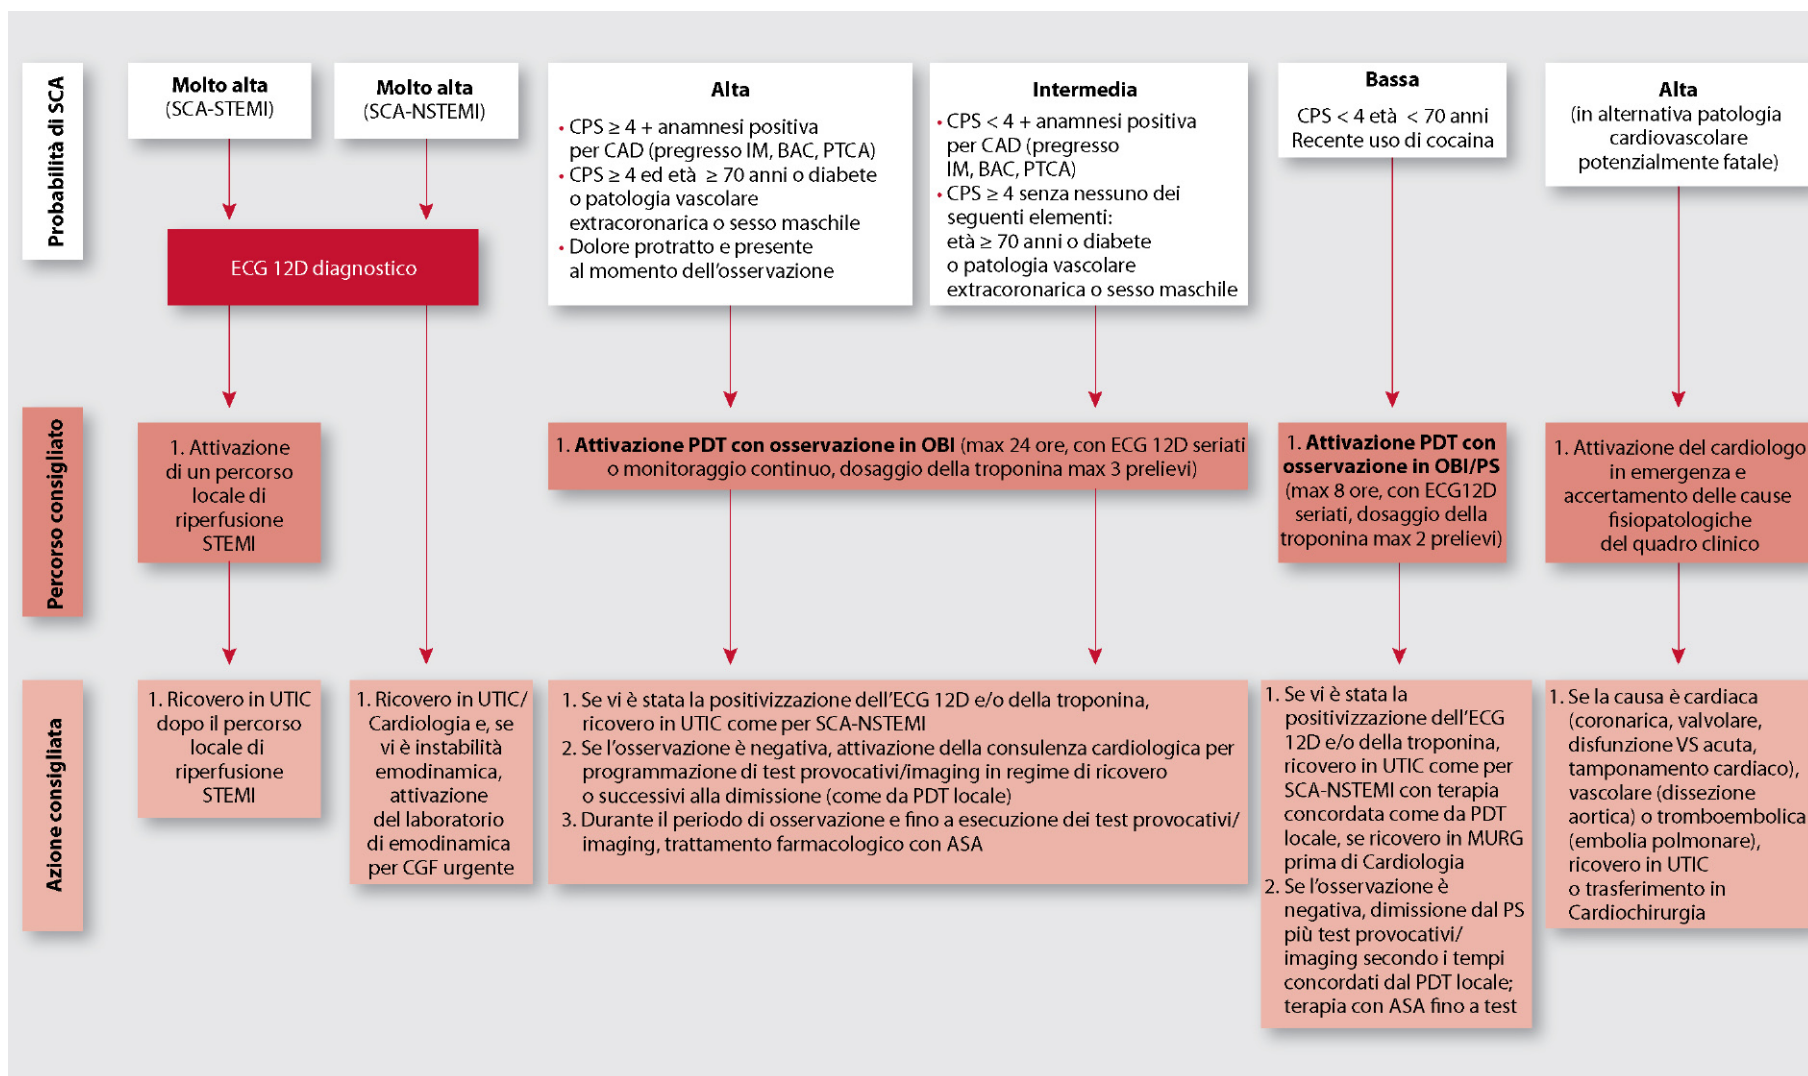 Probabilità di SCA
Molto alta
(SCA-STEMI)
Molto alta
(SCA-NSTEMI)
ECG 12D diagnostico
Alta
• CPS ≥ 4 + anamnesi positiva
per CAD (pregresso IM, BAC, PTCA)
• CPS ≥ 4 ed età ≥ 70 anni o diabete
o patologia vascolare
extracoronarica o sesso maschile
• Dolore protratto e presente
al momento dell’osservazione
Intermedia
• CPS < 4 + anamnesi positiva
per CAD (pregresso
IM, BAC, PTCA)
• CPS ≥ 4 senza nessuno dei
seguenti elementi:
età ≥ 70 anni o diabete
o patologia vascolare
extracoronarica o sesso maschile
Bassa
CPS < 4 età < 70 anni
Recente uso di cocaina
Alta
(in alternativa patologia
cardiovascolare
potenzialmente fatale)
Percorso consigliato
1. Attivazione
di un percorso
locale di
riperfusione
STEMI
1. Attivazione PDT con osservazione in OBI (max 24 ore, con ECG 12D seriati
o monitoraggio continuo, dosaggio della troponina max 3 prelievi)
1. Attivazione PDT con
osservazione in OBI/PS
(max 8 ore, con ECG12D
seriati, dosaggio della
troponina max 2 prelievi)
1. Attivazione del cardiologo
in emergenza e
accertamento delle cause
fisiopatologiche
del quadro clinico
Azione consigliata
1. Ricovero in UTIC
dopo il percorso
locale di
riperfusione
STEMI
1. Ricovero in UTIC/
Cardiologia e, se
vi è instabilità
emodinamica,
attivazione
del laboratorio
di emodinamica
per CGF urgente
1. Se vi è stata la positivizzazione dell’ECG 12D e/o della troponina,
ricovero in UTIC come per SCA-NSTEMI
2. Se l’osservazione è negativa, attivazione della consulenza cardiologica per
programmazione di test provocativi/imaging in regime di ricovero
o successivi alla dimissione (come da PDT locale)
3. Durante il periodo di osservazione e fino a esecuzione dei test provocativi/
imaging, trattamento farmacologico con ASA
1. Se vi è stata la
positivizzazione dell’ECG
12D e/o della troponina,
ricovero in UTIC come per
SCA-NSTEMI con terapia
concordata come da PDT
locale, se ricovero in MURG
prima di Cardiologia
2. Se l’osservazione è
negativa, dimissione dal PS
più test provocativi/
imaging secondo i tempi
concordati dal PDT locale;
terapia con ASA fino a test
1. Se la causa è cardiaca
(coronarica, valvolare,
disfunzione VS acuta,
tamponamento cardiaco),
vascolare (dissezione
aortica) o tromboembolica
(embolia polmonare),
ricovero in UTIC
o trasferimento in
Cardiochirurgia